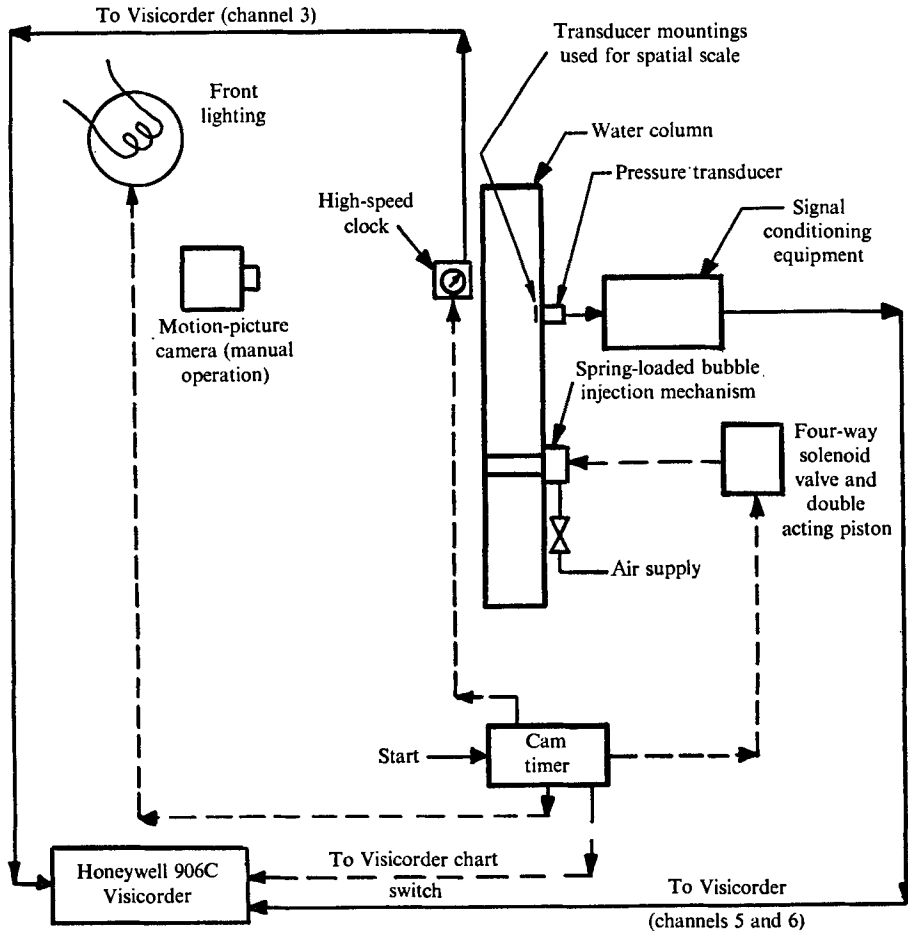 To Visicorder (channel 3)
Transducer mountings
used for spatial scale
Front
lighting
Water column
Pressure transducer
High-speed
clock
Signal
conditioning
equipment
Motion-picture
camera (manual
operation)
Spring-loaded bubble
injection mechanism
Four-way
solenoid
valve and
double
acting piston
Air supply
Start
Cam
timer
Honeywell 906C
Visicorder
To Visicorder chart
switch
To Visicorder
(channels 5 and 6)